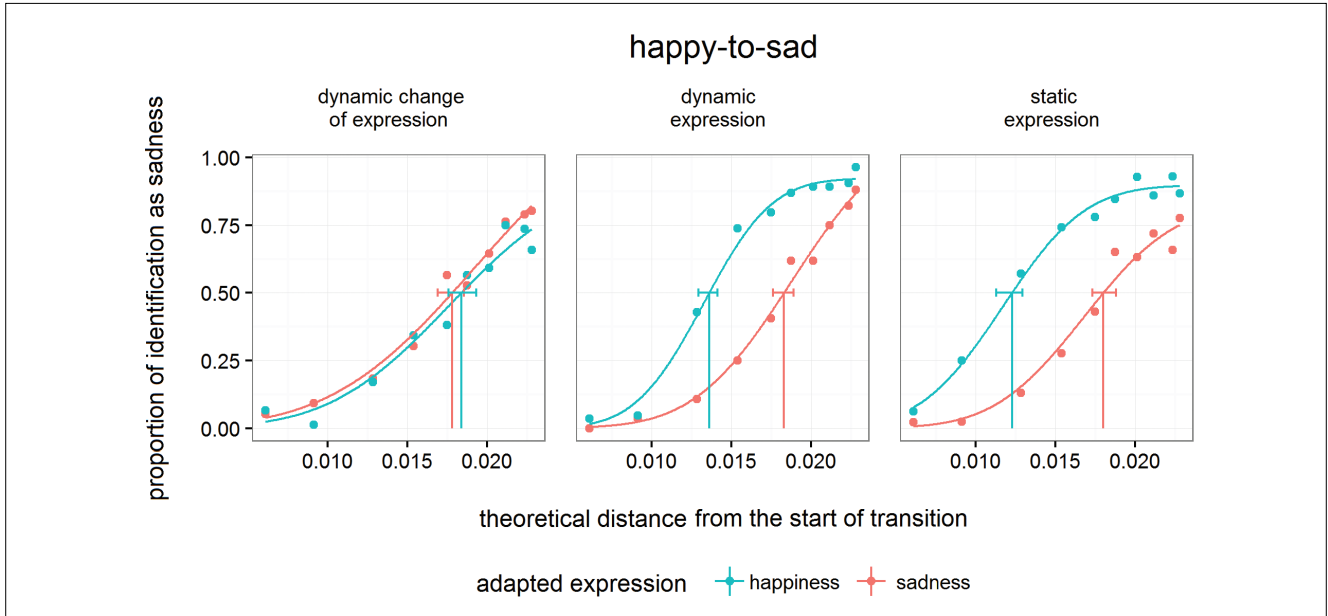 happy-to-sad
dynamic change
of expression
dynamic
expression
static
expression
proportion of identification as sadness
1.00
0.75
0.50
0.25
0.00
0.010 0.015 0.020
0.010 0.015 0.020
0.010 0.015 0.020
theoretical distance from the start of transition
adapted expression happiness sadness